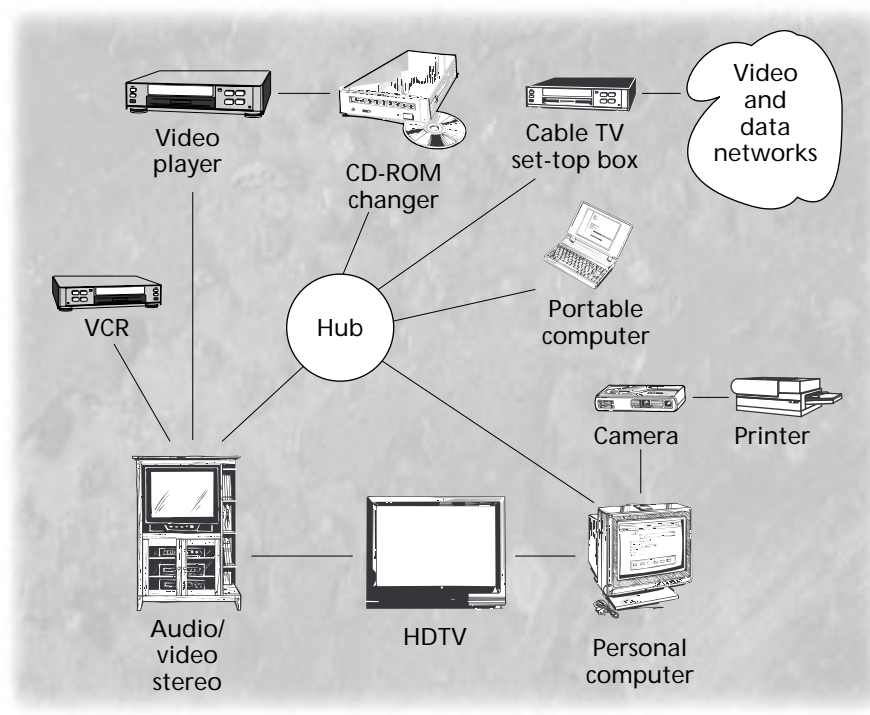 Video
player
CD-ROM
changer
Cable TV
set-top box
Video
and
data
networks
VCR
Hub
Portable
computer
Camera
Printer
Audio/
video
stereo
HDTV
Personal
computer